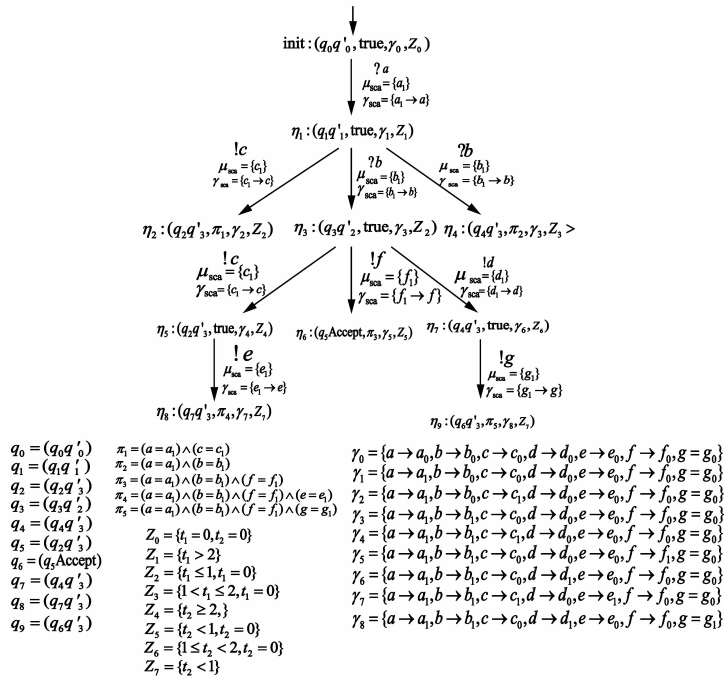 init:(q₀q'₀,true,γ₀,Z₀)
?a
μsca={a₁}
γsca={a₁→a}
η₁:(q₁q'₁,true,γ₁,Z₁)
!c
μsca={c₁}
γsca={c₁→c}
?b
μsca={b₁}
γsca={b₁→b}
?b
μsca={b₁}
γsca={b₁→b}
η₂:(q₂q'₃,π₁,γ₂,Z₂)
η₃:(q₃q'₂,true,γ₃,Z₂)
η₄:(q₄q'₃,π₂,γ₃,Z₃>
!c
μsca={c₁}
γsca={c₁→c}
!f
μsca={f₁}
γsca={f₁→f}
!d
μsca={d₁}
γsca={d₁→d}
η₅:(q₂q'₃,true,γ₄,Z₄)
η₆:(q₅Accept,π₃,γ₅,Z₅)
η₇:(q₄q'₃,true,γ₆,Z₆)
!e
μsca={e₁}
γsca={e₁→e}
!g
μsca={g₁}
γsca={g₁→g}
η₈:(q₇q'₃,π₄,γ₇,Z₇)
η₉:(q₆q'₃,π₅,γ₈,Z₇)
q₀=(q₀q'₀)
q₁=(q₁q'₁)
q₂=(q₂q'₃)
q₃=(q₃q'₂)
q₄=(q₄q'₃)
q₅=(q₂q'₃)
q₆=(q₅Accept)
q₇=(q₄q'₃)
q₈=(q₇q'₃)
q₉=(q₆q'₃)
π₁=(a=a₁)∧(c=c₁)
π₂=(a=a₁)∧(b=b₁)
π₃=(a=a₁)∧(b=b₁)∧(f=f₁)
π₄=(a=a₁)∧(b=b₁)∧(f=f₁)∧(e=e₁)
π₅=(a=a₁)∧(b=b₁)∧(f=f₁)∧(g=g₁)
Z₀={t₁=0,t₂=0}
Z₁={t₁>2}
Z₂={t₁≤1,t₁=0}
Z₃={1<t₁≤2,t₁=0}
Z₄={t₂≥2,}
Z₅={t₂<1,t₂=0}
Z₆={1≤t₂<2,t₂=0}
Z₇={t₂<1}
γ₀={a→a₀,b→b₀,c→c₀,d→d₀,e→e₀,f→f₀,g=g₀}
γ₁={a→a₁,b→b₀,c→c₀,d→d₀,e→e₀,f→f₀,g=g₀}
γ₂={a→a₁,b→b₀,c→c₁,d→d₀,e→e₀,f→f₀,g=g₀}
γ₃={a→a₁,b→b₁,c→c₀,d→d₀,e→e₀,f→f₀,g=g₀}
γ₄={a→a₁,b→b₁,c→c₁,d→d₀,e→e₀,f→f₀,g=g₀}
γ₅={a→a₁,b→b₁,c→c₀,d→d₀,e→e₀,f→f₁,g=g₀}
γ₆={a→a₁,b→b₁,c→c₀,d→d₁,e→e₀,f→f₀,g=g₀}
γ₇={a→a₁,b→b₁,c→c₁,d→d₀,e→e₁,f→f₀,g=g₀}
γ₈={a→a₁,b→b₁,c→c₀,d→d₁,e→e₀,f→f₀,g=g₁}